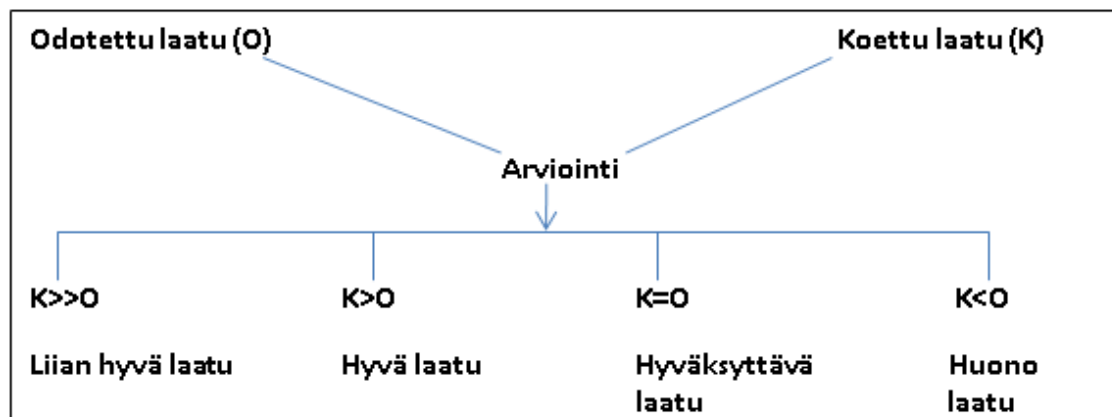 Odotettu laatu (O)
Koettu laatu (K)
Arviointi
K>>O
K>O
K=O
K<O
Liian hyvä laatu
Hyvä laatu
Hyväksyttävä
laatu
Huono
laatu